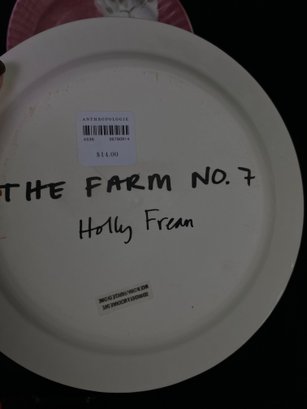 ANTHROPOLOGIE
$14.00
THE FARM NO. 7
Holly Frean